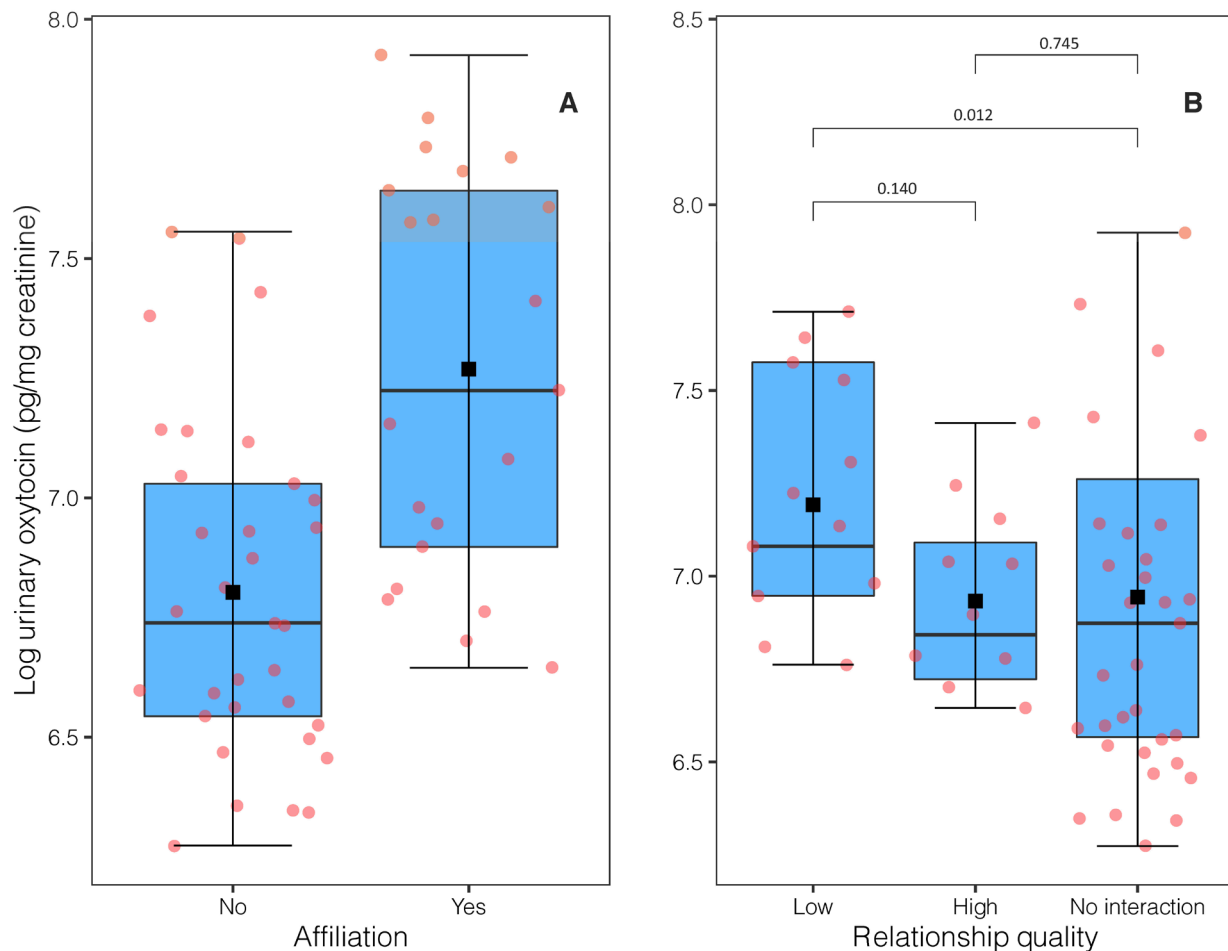 Log urinary oxytocin (pg/mg creatinine)
8.0
7.5
7.0
6.5
A
No
Yes
Affiliation
8.5
8.0
7.5
7.0
6.5
0.745
B
0.012
0.140
Low
High
No interaction
Relationship quality